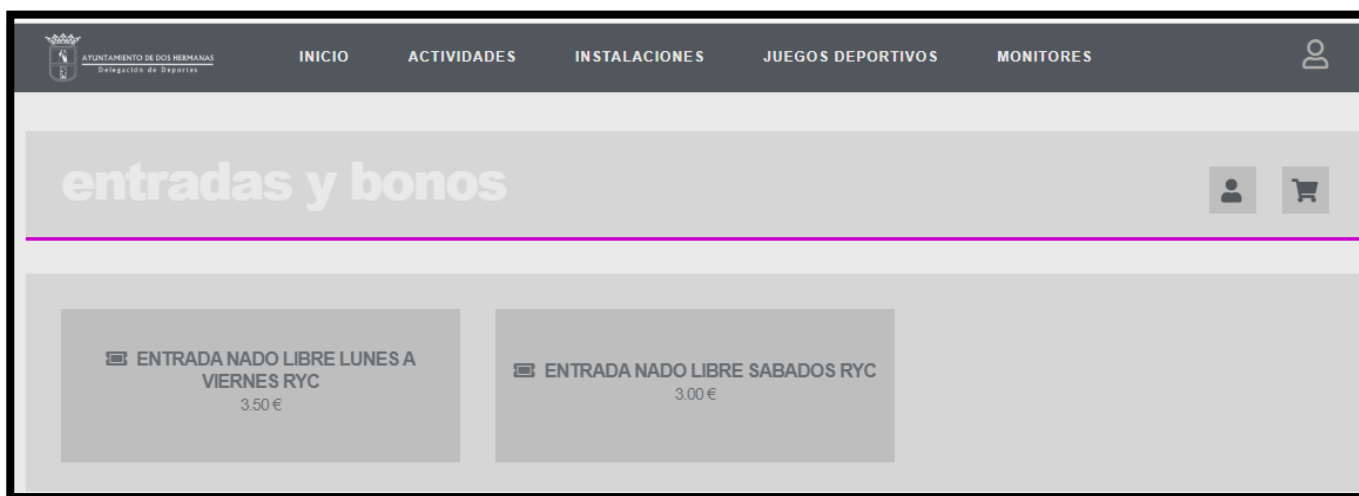 AYUNTAMIENTO DE DOS HERMANAS
Delegación de Deportes
INICIO
ACTIVIDADES
INSTALACIONES
JUEGOS DEPORTIVOS
MONITORES
entradas y bonos
ENTRADA NADO LIBRE LUNES A
VIERNES RYC
3.50 €
ENTRADA NADO LIBRE SABADOS RYC
3.00 €